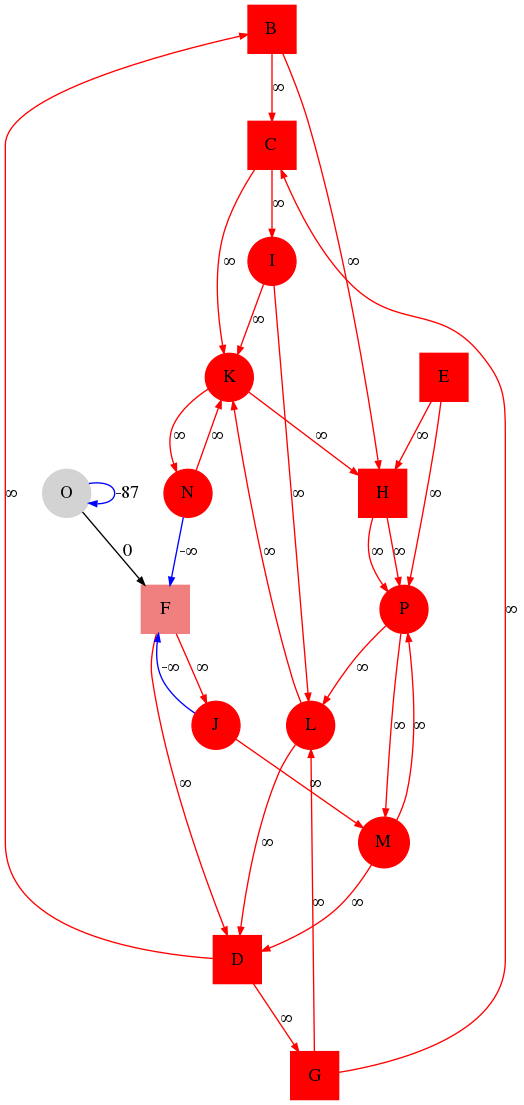 B
∞
C
∞
I
∞ ∞
∞
K E
∞ ∞ ∞ ∞
∞ ∞
O -87 N H
0 -∞ ∞ ∞ ∞
F P
∞
-∞ ∞ ∞
J L ∞ ∞
∞ ∞
∞ M
∞ ∞ ∞
D
∞
G